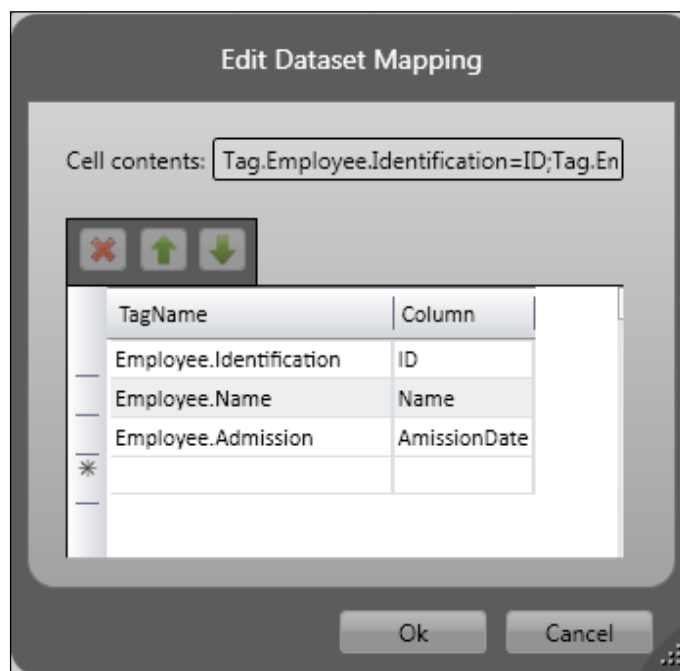 Edit Dataset Mapping
Cell contents: Tag.Employee.Identification=ID;Tag.En
TagName Column
Employee.Identification ID
Employee.Name Name
Employee.Admission AmissionDate
Ok Cancel